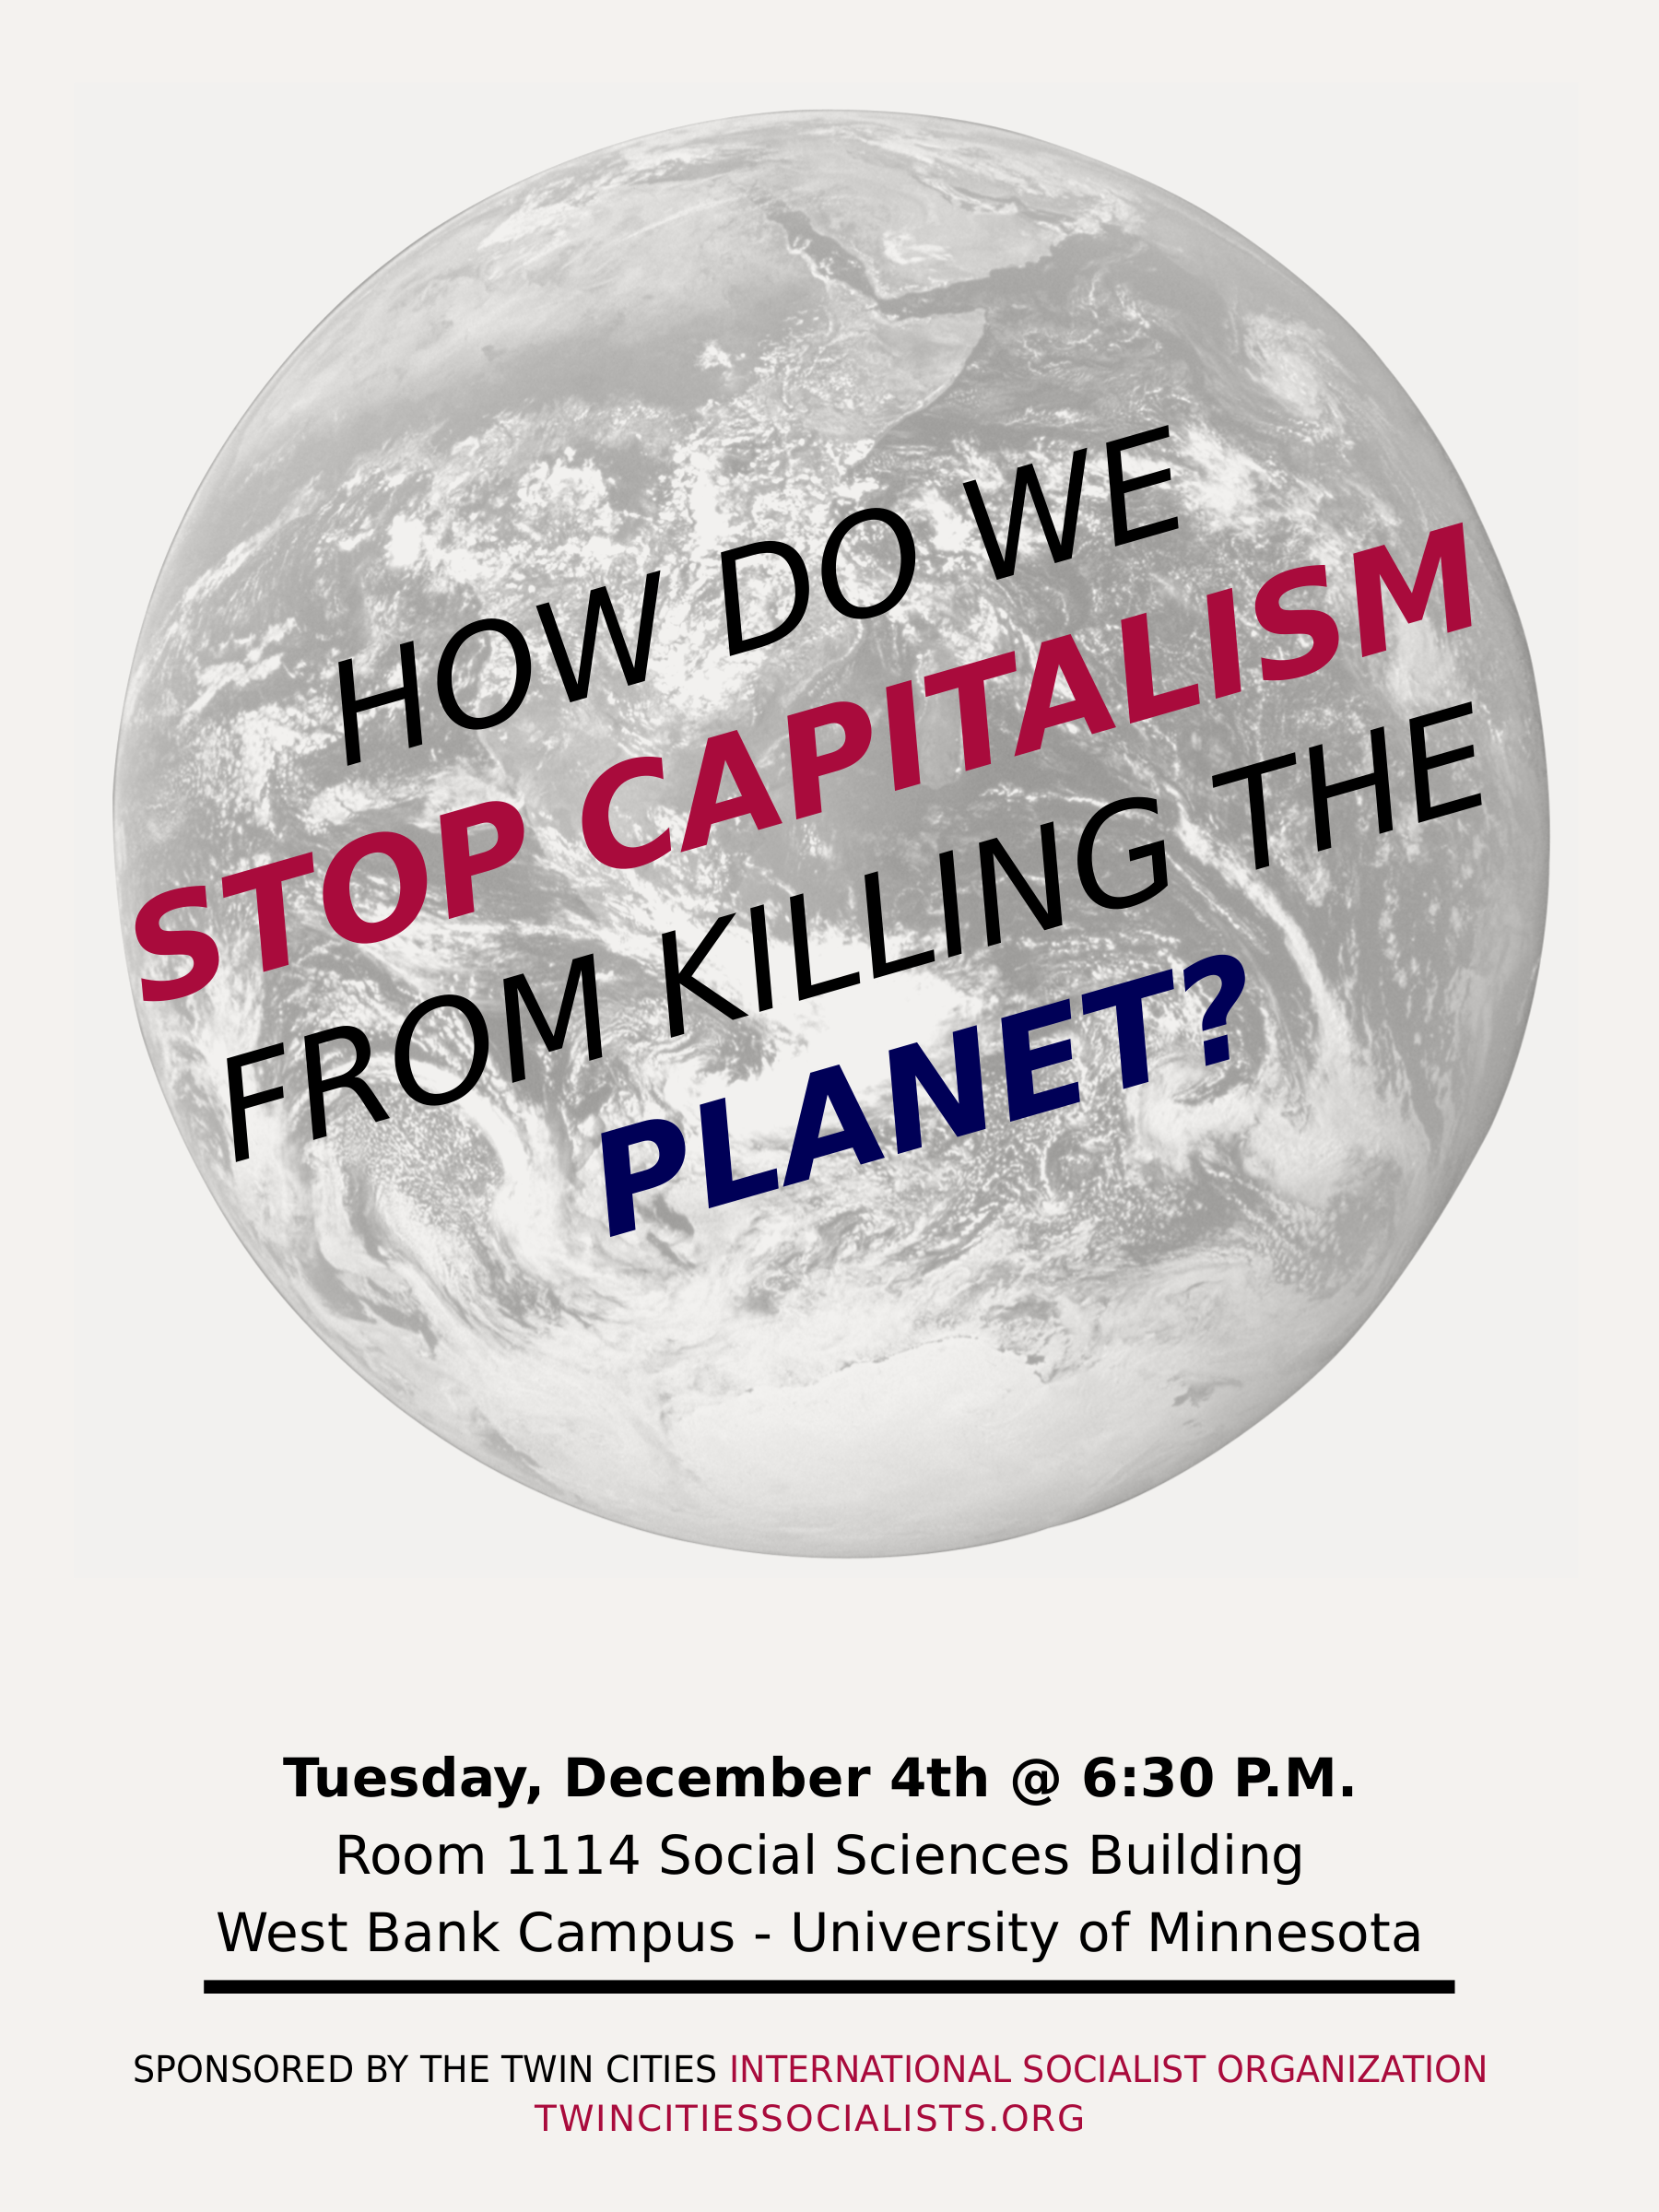 HOW DO WE
STOP CAPITALISM
FROM KILLING THE
PLANET?
Tuesday, December 4th @ 6:30 P.M.
Room 1114 Social Sciences Building
West Bank Campus - University of Minnesota
SPONSORED BY THE TWIN CITIES INTERNATIONAL SOCIALIST ORGANIZATION
TWINCITIESSOCIALISTS.ORG